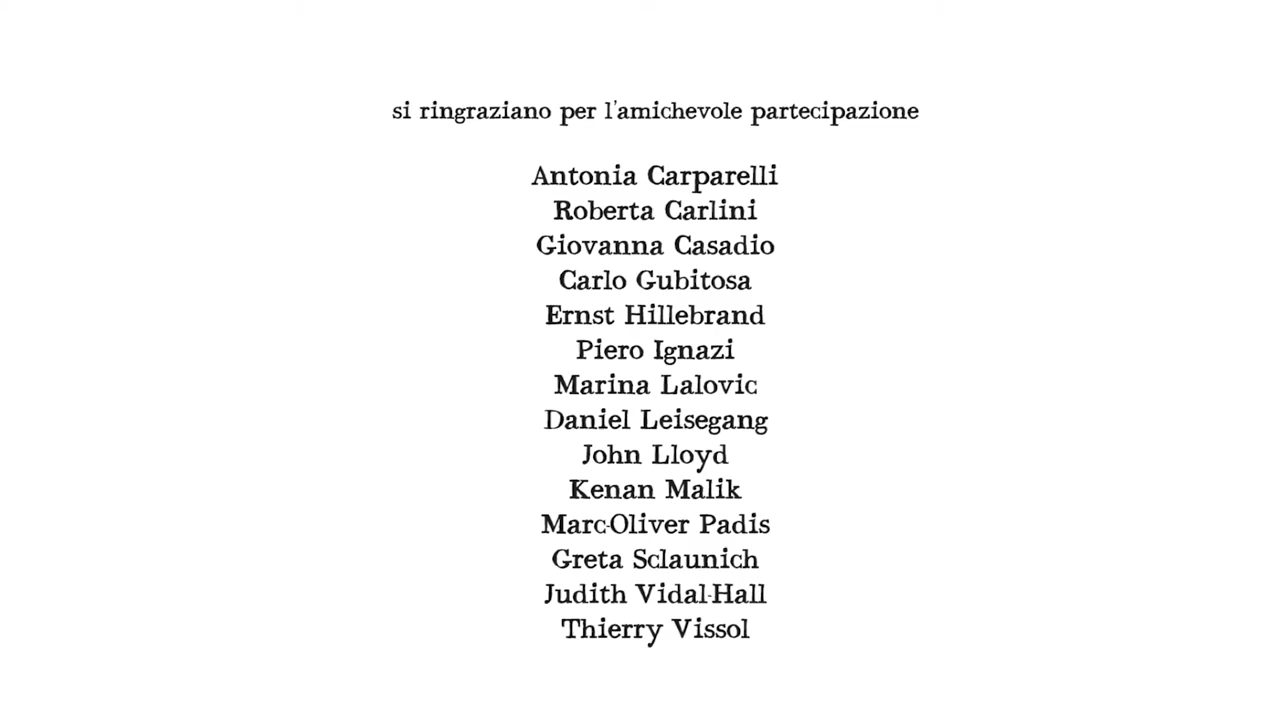 si ringraziano per l'amichevole partecipazione
Antonia Carparelli
Roberta Carlini
Giovanna Casadio
Carlo Gubitosa
Ernst Hillebrand
Piero Ignazi
Marina Lalovic
Daniel Leisegang
John Lloyd
Kenan Malik
Marc-Oliver Padis
Greta Sclaunich
Judith Vidal-Hall
Thierry Vissol